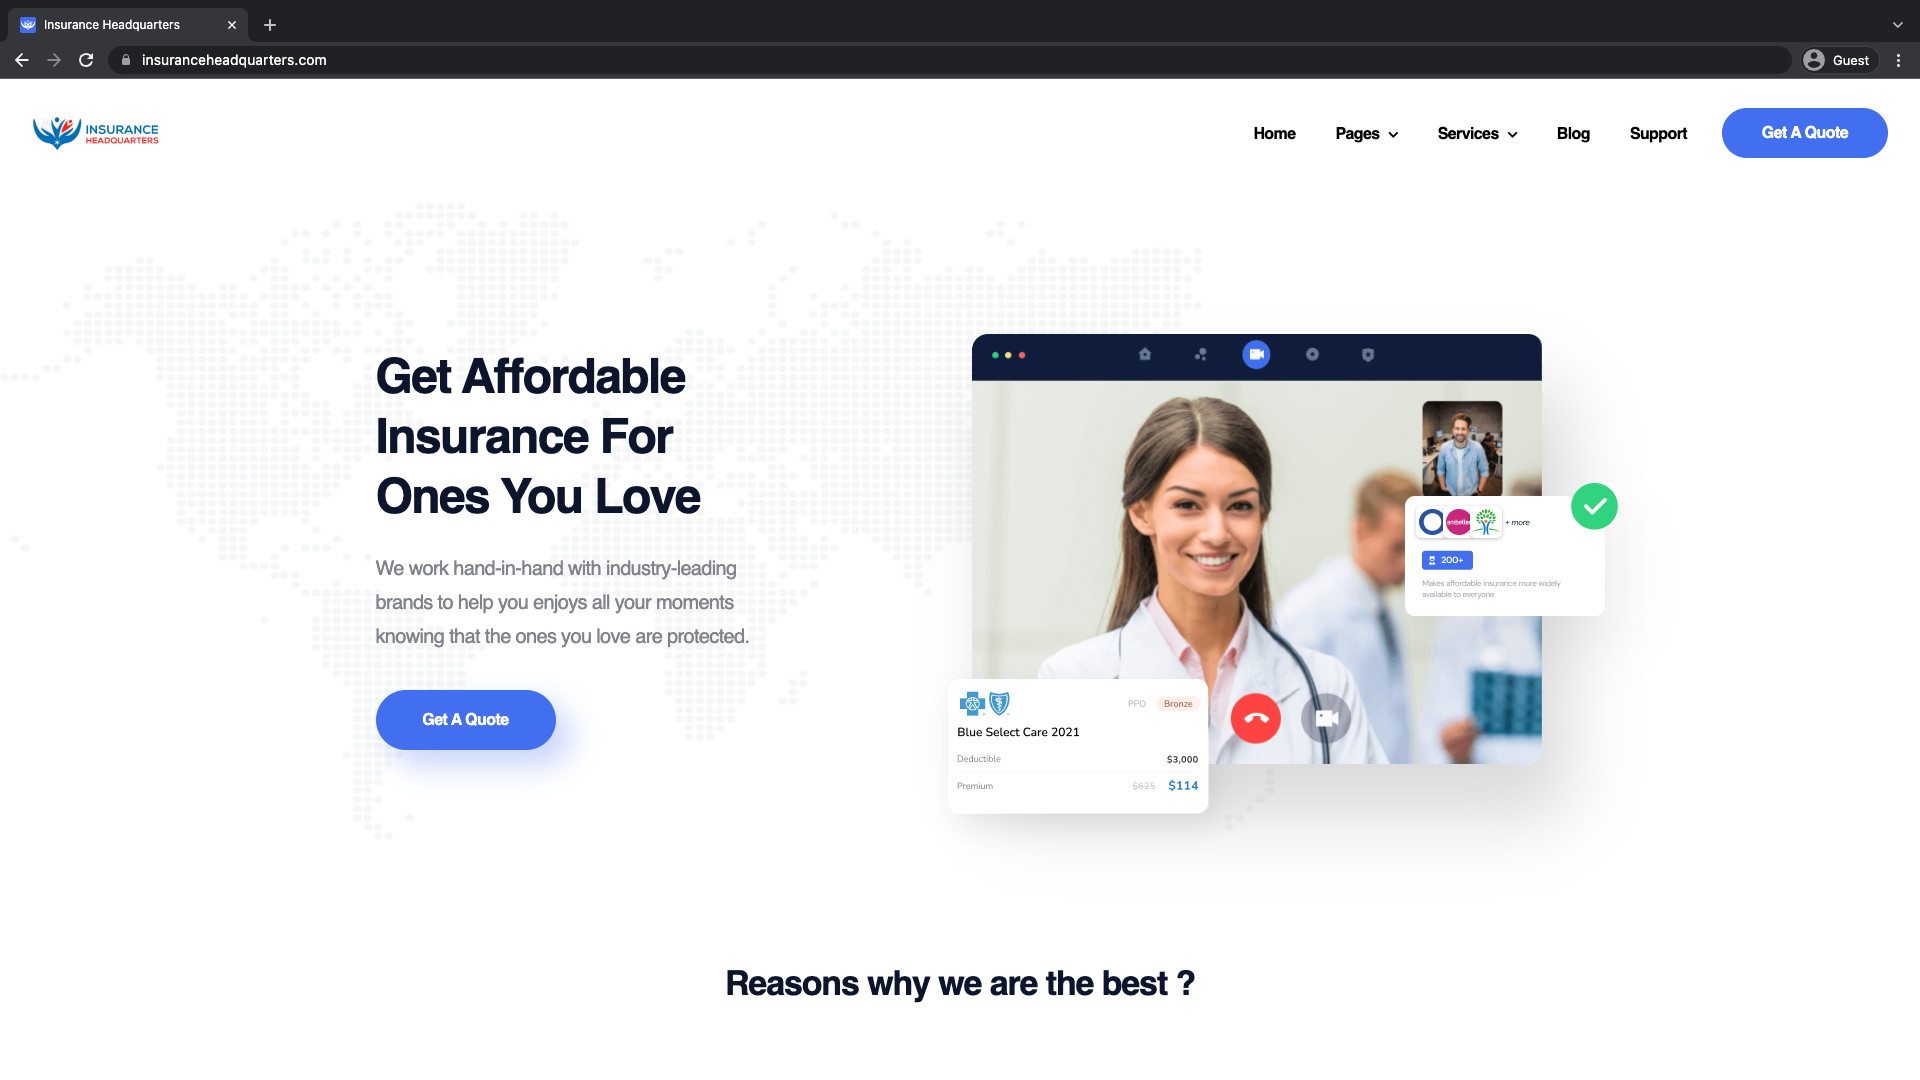 Insurance Headquarters
insuranceheadquarters.com
Guest
INSURANCE
HEADQUARTERS
Home
Pages
Services
Blog
Support
Get A Quote
Get Affordable
Insurance For
Ones You Love
We work hand-in-hand with industry-leading
brands to help you enjoys all your moments
knowing that the ones you love are protected.
Get A Quote
ambetter
+ more
200+
Makes affordable insurance more widely
available to everyone
PPO
Bronze
Blue Select Care 2021
Deductible
$3,000
Premium
$625
$114
Reasons why we are the best ?